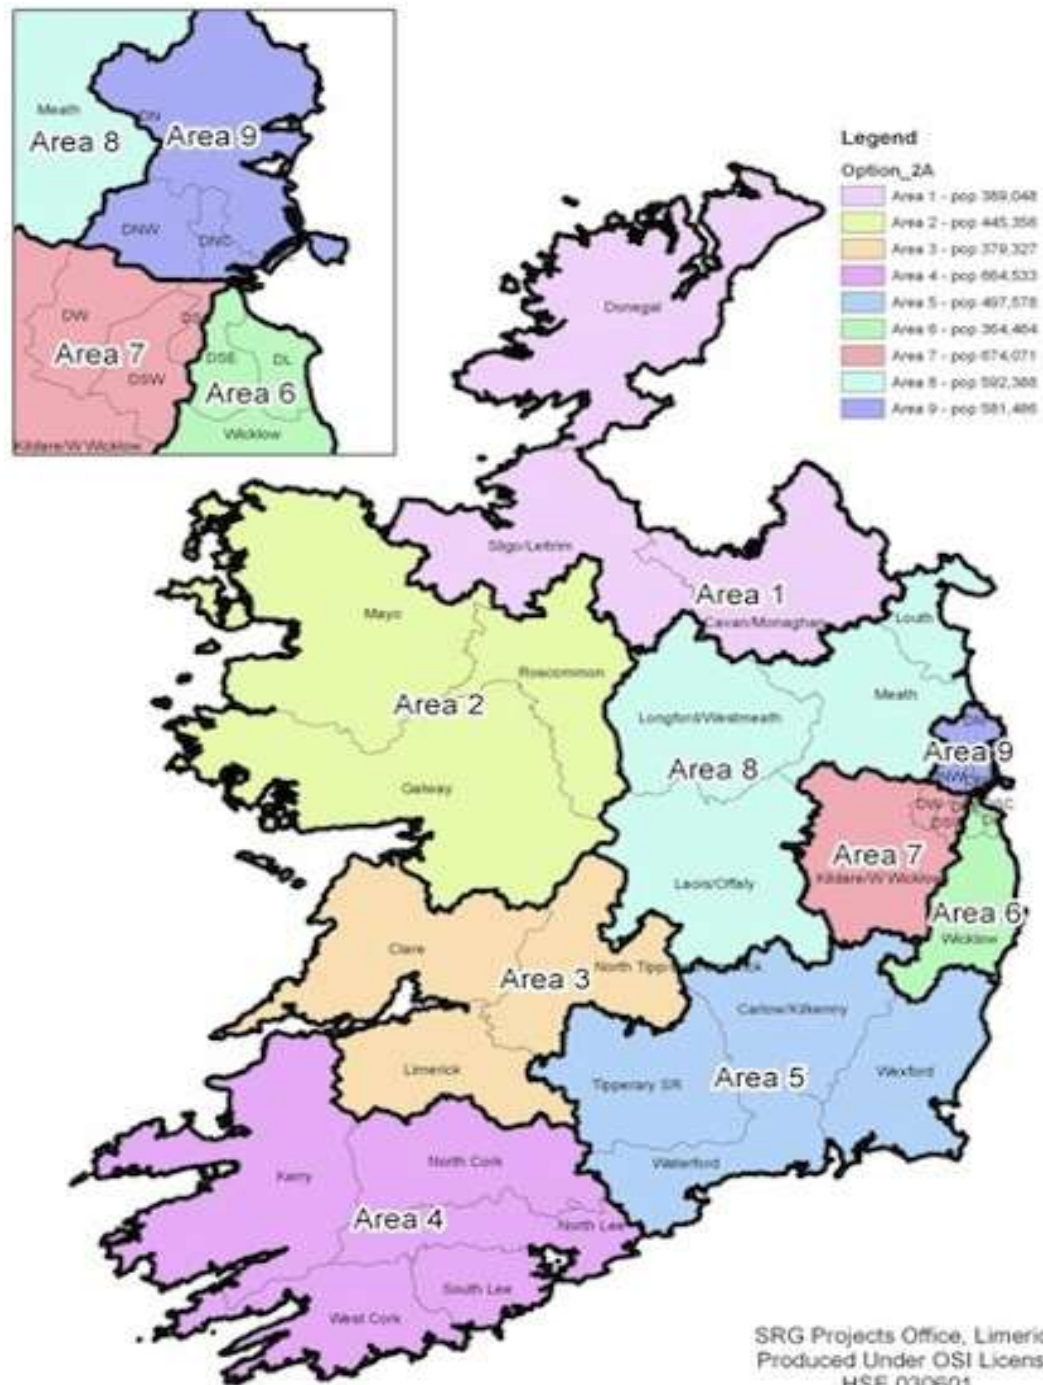 Meath
DN
Area 8
Area 9
DNW
DNC
DW
DS
Area 7
DSE
DL
DSW
Area 6
Wicklow
Kildare/W Wicklow
Legend
Option_2A
Area 1 - pop 389,048
Area 2 - pop 445,356
Area 3 - pop 379,327
Area 4 - pop 664,533
Area 5 - pop 497,578
Area 6 - pop 364,464
Area 7 - pop 674,071
Area 8 - pop 592,388
Area 9 - pop 581,486
Donegal
Sligo/Leitrim
Area 1
Cavan/Monaghan
Mayo
Louth
Roscommon
Meath
Area 2
Longford/Westmeath
Area 9
Area 8
Galway
DW
Area 7
Kildare/W Wicklow
Laois/Offaly
Area 6
Wicklow
Clare
North Tipp
Area 3
Carlow/Kilkenny
Limerick
Tipperary SR
Area 5
Wexford
North Cork
Waterford
Kerry
Area 4
North Lee
South Lee
West Cork
SRG Projects Office, Limeric
Produced Under OSI Licens
HSE 030601